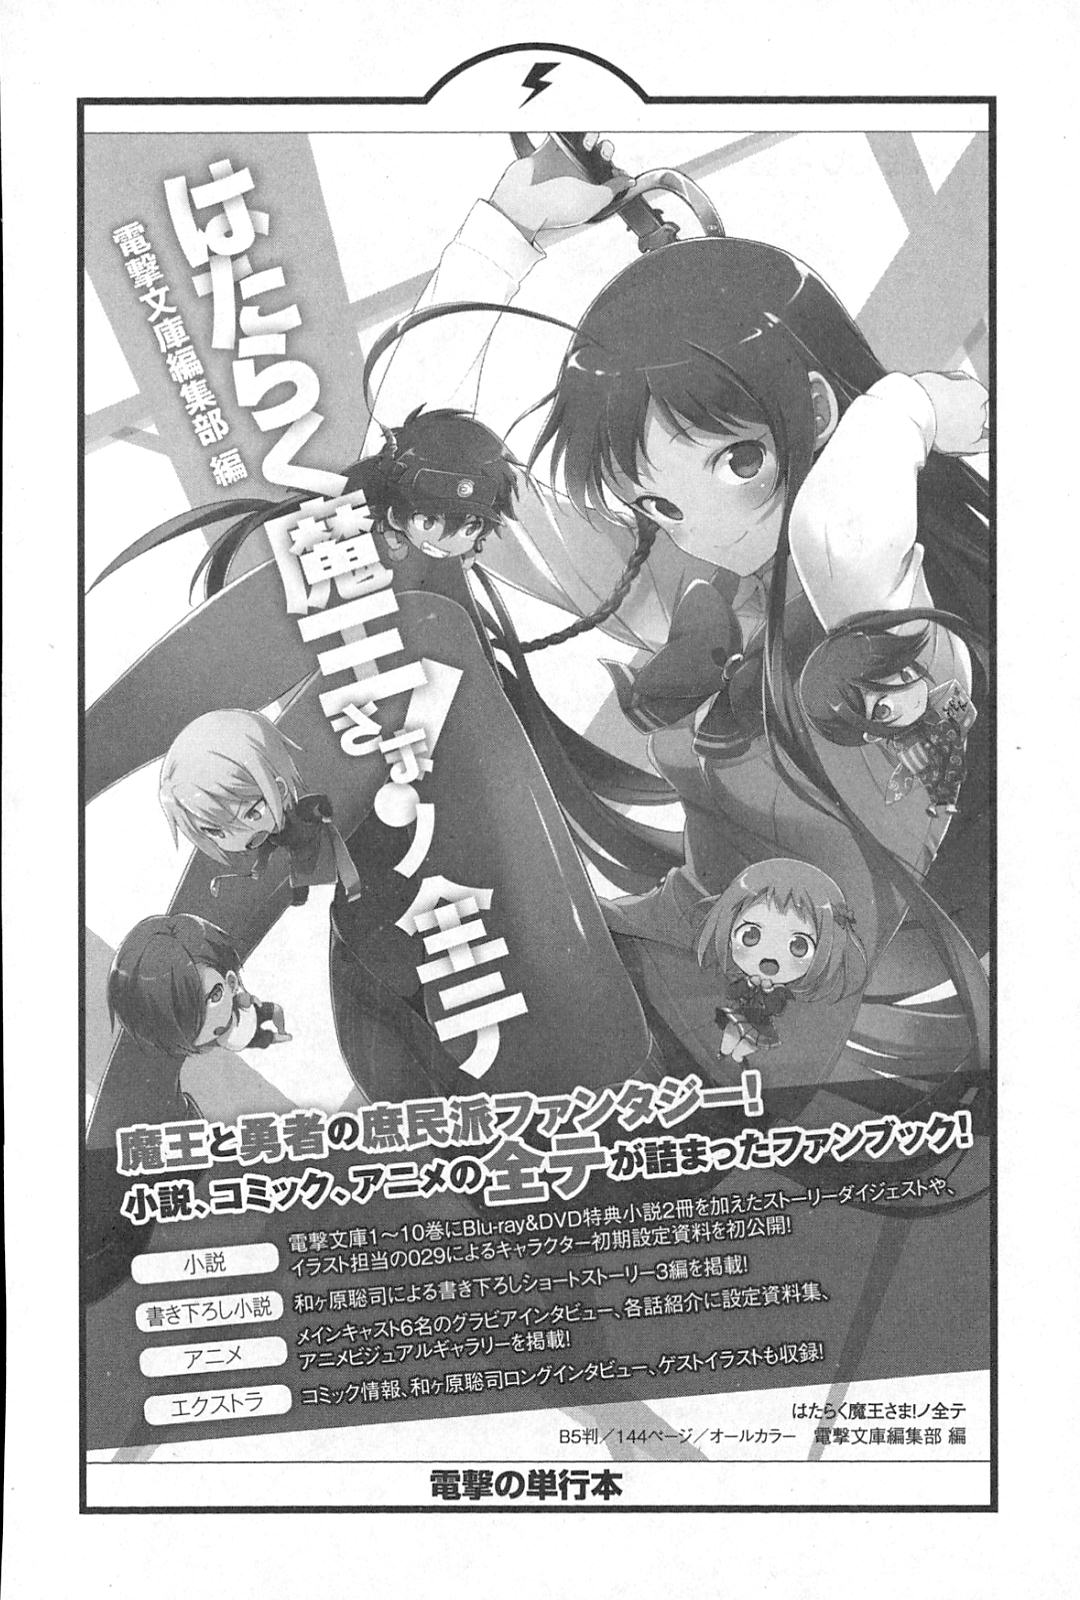 はたらく魔王さま!ノ全テ
電撃文庫編集部 編
魔王と勇者の庶民派ファンタジー!
小説、コミック、アニメの全テが詰まったファンブック!
小説
電撃文庫1〜10巻にBlu-ray&DVD特典小説2冊を加えたストーリーダイジェストや、
イラスト担当の029によるキャラクター初期設定資料を初公開!
書き下ろし小説
和ヶ原聡司による書き下ろしショートストーリー3編を掲載!
アニメ
メインキャスト6名のグラビアインタビュー、各話紹介に設定資料集、
アニメビジュアルギャラリーを掲載!
エクストラ
コミック情報、和ヶ原聡司ロングインタビュー、ゲストイラストも収録!
はたらく魔王さま!ノ全テ
B5判／144ページ／オールカラー　電撃文庫編集部 編
電撃の単行本